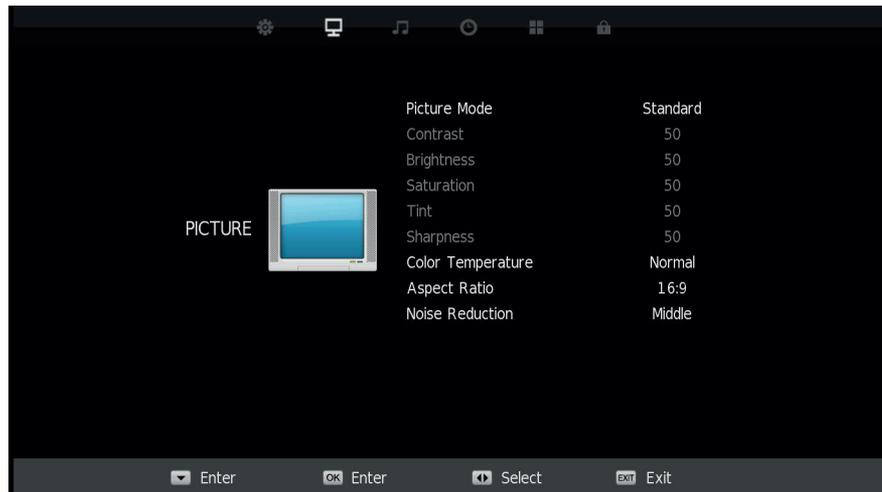 Picture Mode Standard
Contrast 50
Brightness 50
Saturation 50
Tint 50
PICTURE
Sharpness 50
Color Temperature Normal
Aspect Ratio 16:9
Noise Reduction Middle
Enter OK Enter Select EXIT Exit